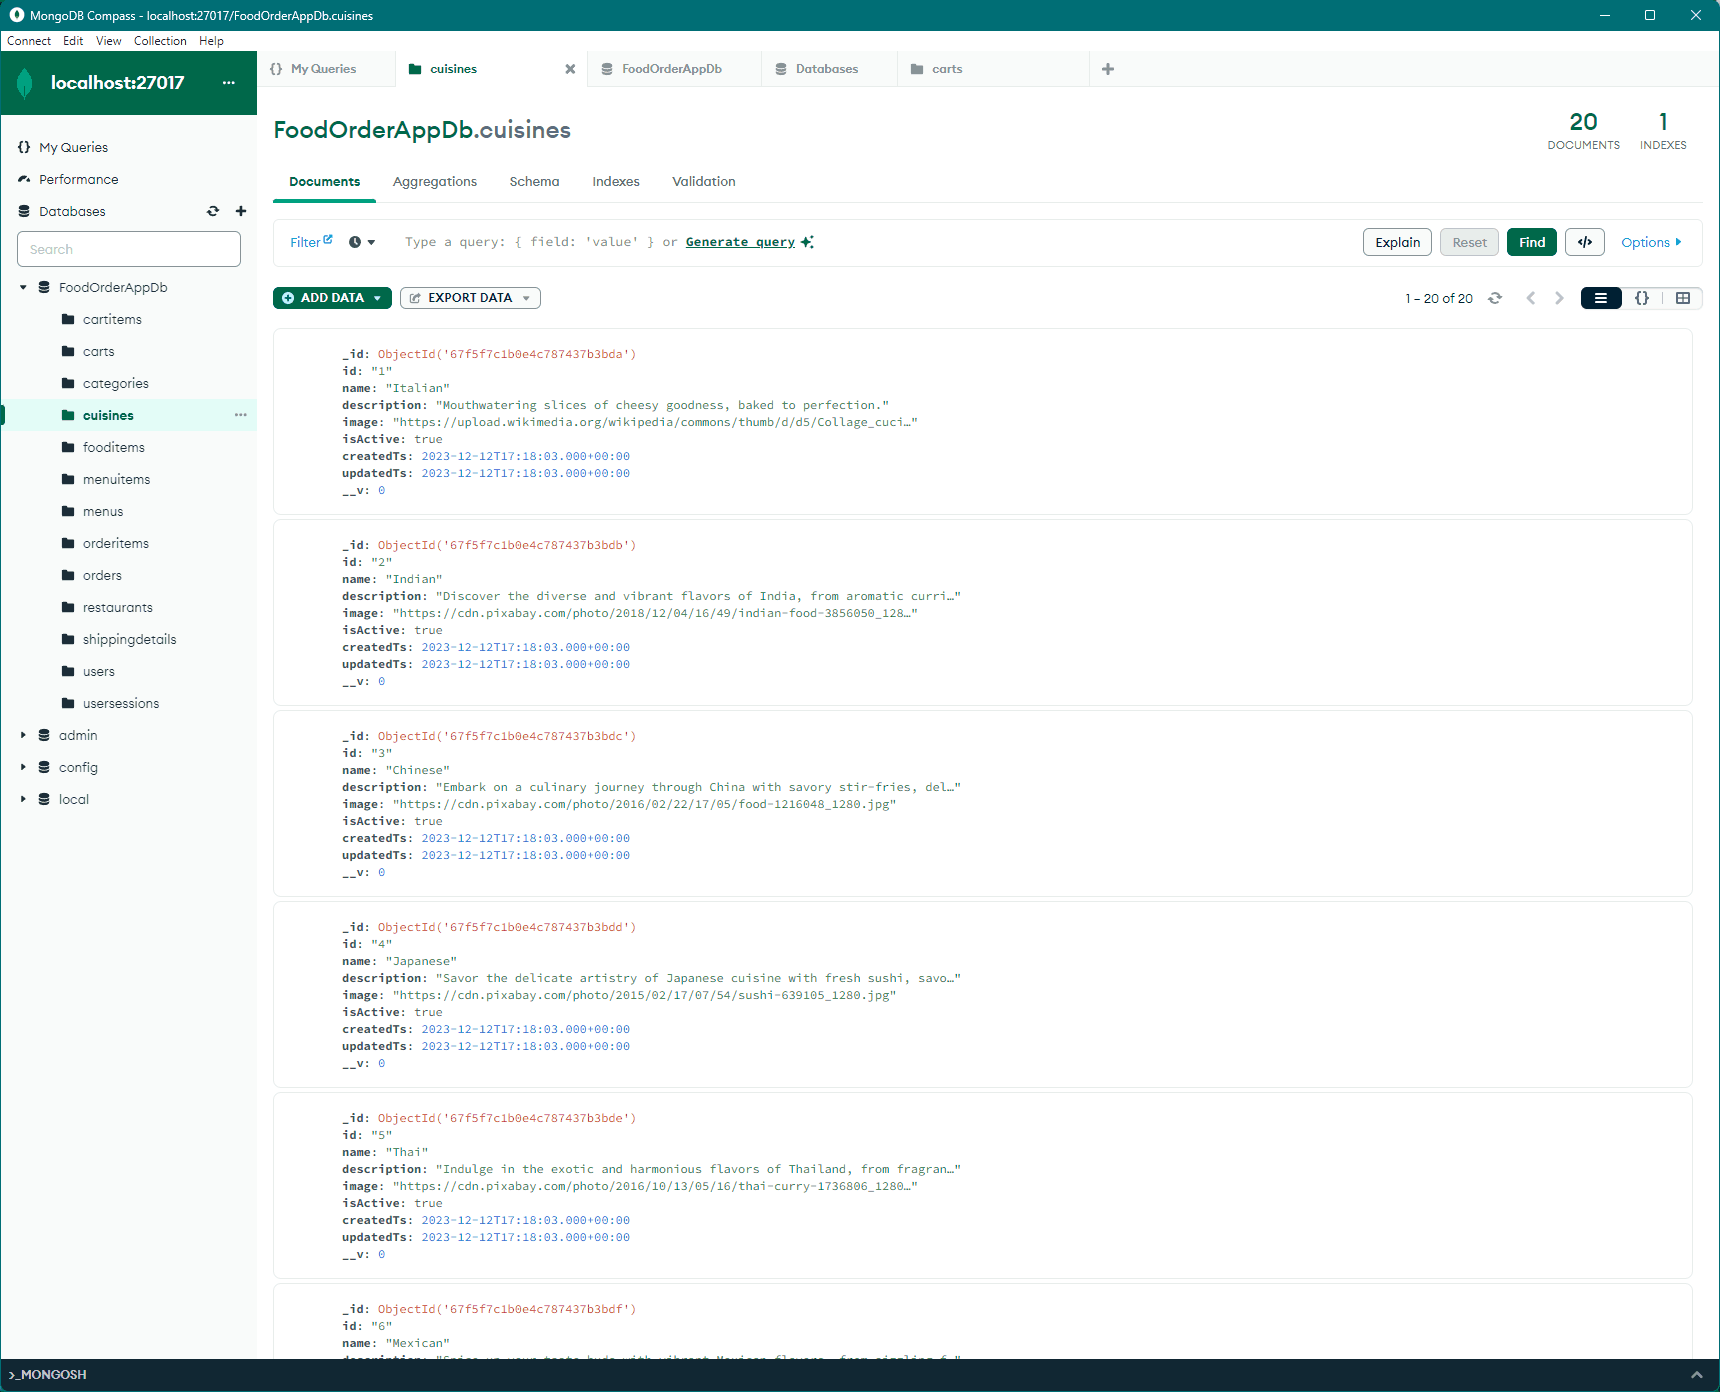 MongoDB Compass - localhost:27017/FoodOrderAppDb.cuisines
Connect Edit View Collection Help
localhost:27017
My Queries
Performance
Databases
Search
FoodOrderAppDb
cartitems
carts
categories
cuisines
fooditems
menuitems
menus
orderitems
orders
restaurants
shippingdetails
users
usersessions
admin
config
local
My Queries cuisines FoodOrderAppDb Databases carts
FoodOrderAppDb.cuisines
20 DOCUMENTS
1 INDEXES
Documents Aggregations Schema Indexes Validation
Filter Type a query: { field: 'value' } or Generate query Explain Reset Find </> Options
ADD DATA EXPORT DATA 1 – 20 of 20 {}
_id: ObjectId('67f5f7c1b0e4c787437b3bda')
id: "1"
name: "Italian"
description: "Mouthwatering slices of cheesy goodness, baked to perfection."
image: "https://upload.wikimedia.org/wikipedia/commons/thumb/d/d5/Collage_cuci…"
isActive: true
createdTs: 2023-12-12T17:18:03.000+00:00
updatedTs: 2023-12-12T17:18:03.000+00:00
__v: 0
_id: ObjectId('67f5f7c1b0e4c787437b3bdb')
id: "2"
name: "Indian"
description: "Discover the diverse and vibrant flavors of India, from aromatic curri…"
image: "https://cdn.pixabay.com/photo/2018/12/04/16/49/indian-food-3856050_128…"
isActive: true
createdTs: 2023-12-12T17:18:03.000+00:00
updatedTs: 2023-12-12T17:18:03.000+00:00
__v: 0
_id: ObjectId('67f5f7c1b0e4c787437b3bdc')
id: "3"
name: "Chinese"
description: "Embark on a culinary journey through China with savory stir-fries, del…"
image: "https://cdn.pixabay.com/photo/2016/02/22/17/05/food-1216048_1280.jpg"
isActive: true
createdTs: 2023-12-12T17:18:03.000+00:00
updatedTs: 2023-12-12T17:18:03.000+00:00
__v: 0
_id: ObjectId('67f5f7c1b0e4c787437b3bdd')
id: "4"
name: "Japanese"
description: "Savor the delicate artistry of Japanese cuisine with fresh sushi, savo…"
image: "https://cdn.pixabay.com/photo/2015/02/17/07/54/sushi-639105_1280.jpg"
isActive: true
createdTs: 2023-12-12T17:18:03.000+00:00
updatedTs: 2023-12-12T17:18:03.000+00:00
__v: 0
_id: ObjectId('67f5f7c1b0e4c787437b3bde')
id: "5"
name: "Thai"
description: "Indulge in the exotic and harmonious flavors of Thailand, from fragran…"
image: "https://cdn.pixabay.com/photo/2016/10/13/05/16/thai-curry-1736806_1280…"
isActive: true
createdTs: 2023-12-12T17:18:03.000+00:00
updatedTs: 2023-12-12T17:18:03.000+00:00
__v: 0
_id: ObjectId('67f5f7c1b0e4c787437b3bdf')
id: "6"
name: "Mexican"
>_MONGOSH